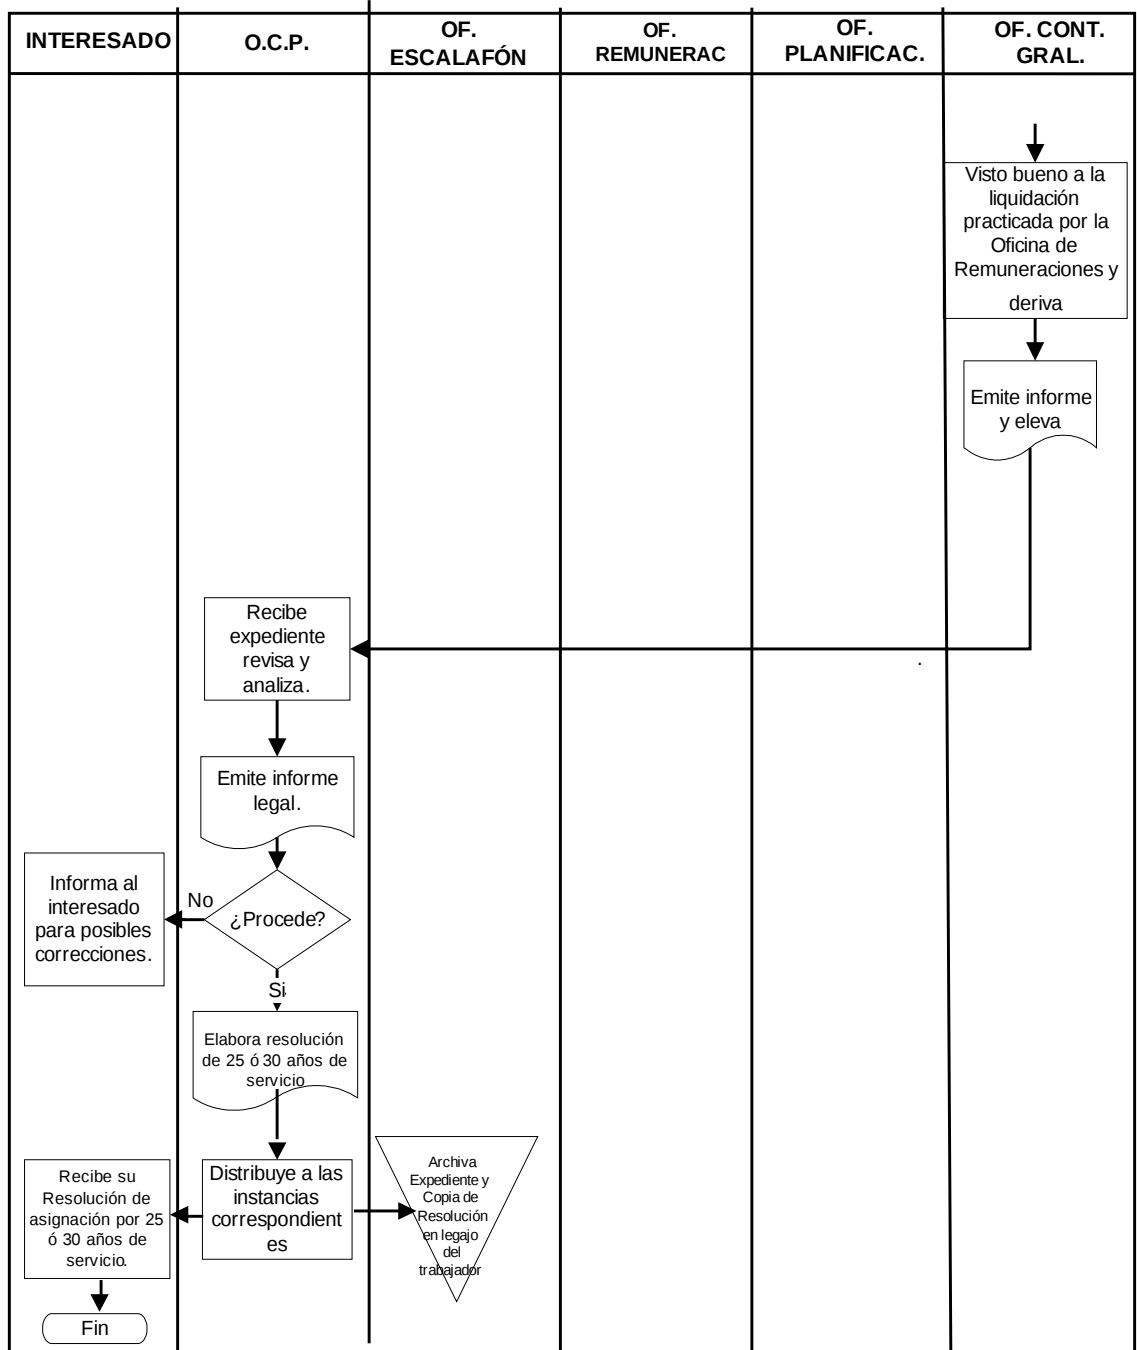 INTERESADO
O.C.P.
OF.
ESCALAFÓN
OF.
REMUNERAC
OF.
PLANIFICAC.
OF. CONT.
GRAL.
Visto bueno a la
liquidación
practicada por la
Oficina de
Remuneraciones y
deriva
Emite informe
y eleva
.
Recibe
expediente
revisa y
analiza.
Emite informe
legal.
¿Procede?
No
Informa al
interesado
para posibles
correcciones.
Si
Elabora resolución
de 25 ó 30 años de
servicio
Distribuye a las
instancias
correspondient
es
Archiva
Expediente y
Copia de
Resolución
en legajo
del
trabajador
Recibe su
Resolución de
asignación por 25
ó 30 años de
servicio.
Fin